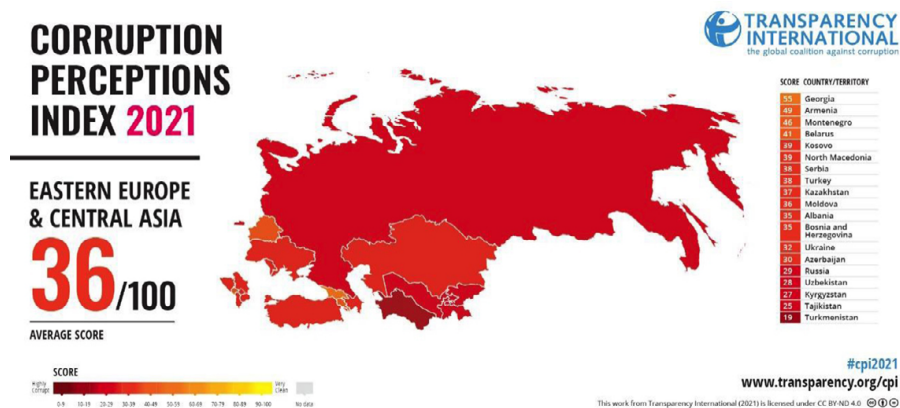 CORRUPTION
PERCEPTIONS
INDEX 2021
EASTERN EUROPE
& CENTRAL ASIA
36/100
AVERAGE SCORE
TRANSPARENCY
INTERNATIONAL
the global coalition against corruption
SCORE COUNTRY/TERRITORY
55 Georgia
49 Armenia
46 Montenegro
41 Belarus
39 Kosovo
39 North Macedonia
38 Serbia
38 Turkey
37 Kazakhstan
36 Moldova
35 Albania
35 Bosnia and
Herzegovina
32 Ukraine
30 Azerbaijan
29 Russia
28 Uzbekistan
27 Kyrgyzstan
25 Tajikistan
19 Turkmenistan
SCORE
Highly
Corrupt
Very
Clean
0-9 10-19 20-29 30-39 40-49 50-59 60-69 70-79 80-89 90-100 No data
#cpi2021
www.transparency.org/cpi
This work from Transparency International (2021) is licensed under CC BY-ND 4.0